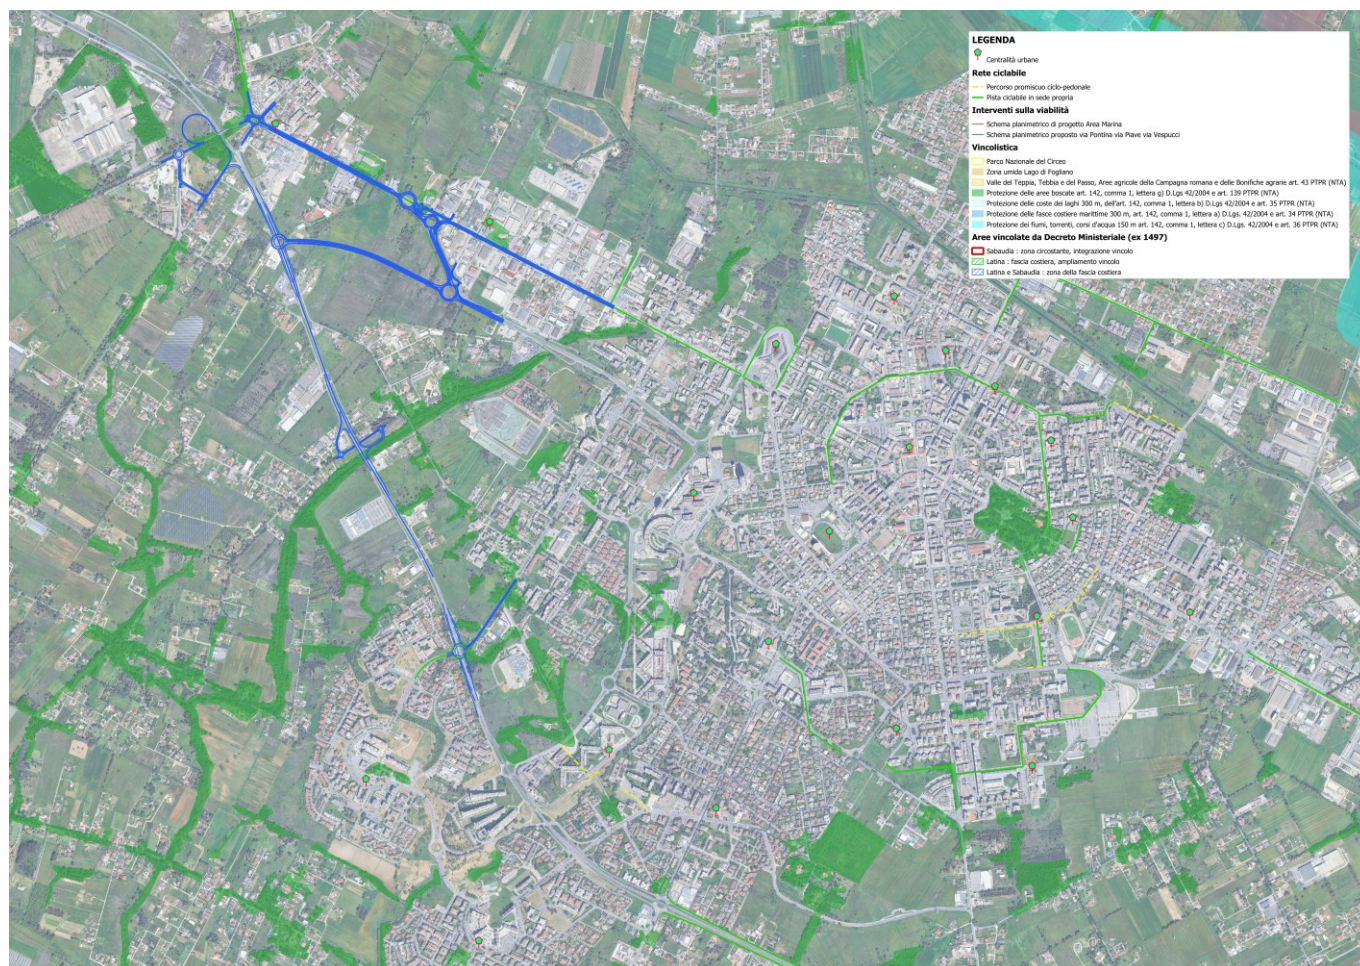 LEGENDA
Centralità urbane
Rete ciclabile
Percorso promiscuo ciclo-pedonale
Pista ciclabile in sede propria
Interventi sulla viabilità
Schema planimetrico di progetto Area Marina
Schema planimetrico proposto via Pontina via Piave via Vespucci
Vincolistica
Parco Nazionale del Circeo
Zona umida Lago di Fogliano
Valle del Teppia, Tebbia e del Passo, Aree agricole della Campagna romana e delle Bonifiche agrarie art. 43 PTPR (NTA)
Protezione delle aree boscate art. 142, comma 1, lettera g) D.Lgs 42/2004 e art. 139 PTPR (NTA)
Protezione delle coste dei laghi 300 m, dell'art. 142, comma 1, lettera b) D.Lgs 42/2004 e art. 35 PTPR (NTA)
Protezione delle fasce costiere marittime 300 m, art. 142, comma 1, lettera a) D.Lgs. 42/2004 e art. 34 PTPR (NTA)
Protezione dei fiumi, torrenti, corsi d'acqua 150 m art. 142, comma 1, lettera c) D.Lgs. 42/2004 e art. 36 PTPR (NTA)
Aree vincolate da Decreto Ministeriale (ex 1497)
Sabaudia : zona circostante, integrazione vincolo
Latina : fascia costiera, ampliamento vincolo
Latina e Sabaudia : zona della fascia costiera